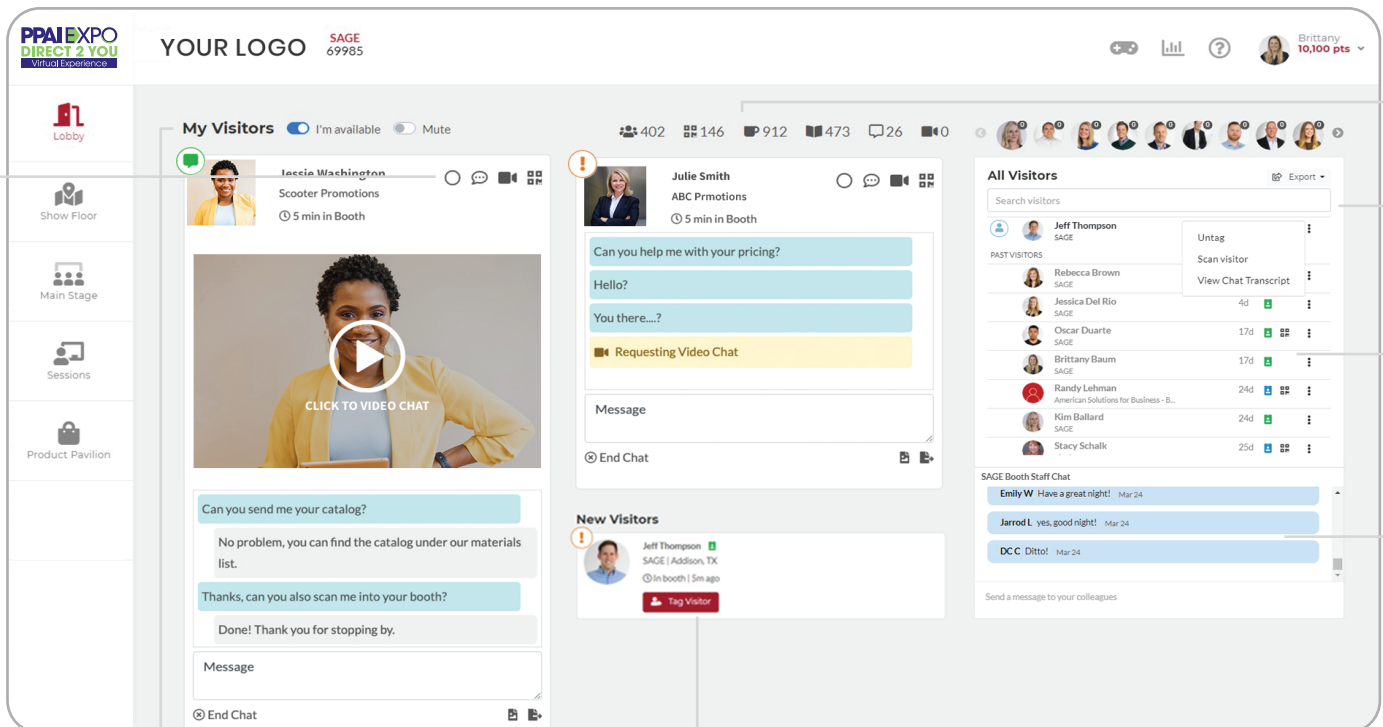 PPAI EXPO
DIRECT 2 YOU
Virtual Experience
YOUR LOGO
SAGE
69985
Brittany
10,100 pts
Lobby
Show Floor
Main Stage
Sessions
Product Pavilion
My Visitors
I'm available
Mute
402
146
912
473
26
0
Jessie Washington
Scooter Promotions
5 min in Booth
CLICK TO VIDEO CHAT
Can you send me your catalog?
No problem, you can find the catalog under our materials
list.
Thanks, can you also scan me into your booth?
Done! Thank you for stopping by.
Message
End Chat
Julie Smith
ABC Prmotions
5 min in Booth
Can you help me with your pricing?
Hello?
You there....?
Requesting Video Chat
Message
End Chat
New Visitors
Jeff Thompson
SAGE | Addison, TX
In booth | 5m ago
Tag Visitor
0
0
0
0
0
0
0
0
0
All Visitors
Export
Search visitors
Jeff Thompson
SAGE
Untag
Scan visitor
View Chat Transcript
PAST VISITORS
Rebecca Brown
SAGE
Jessica Del Rio
SAGE
4d
Oscar Duarte
SAGE
17d
Brittany Baum
SAGE
17d
Randy Lehman
American Solutions for Business - B...
24d
Kim Ballard
SAGE
24d
Stacy Schalk
25d
SAGE Booth Staff Chat
Emily W Have a great night! Mar 24
Jarrod L yes, good night! Mar 24
DC C Ditto! Mar 24
Send a message to your colleagues